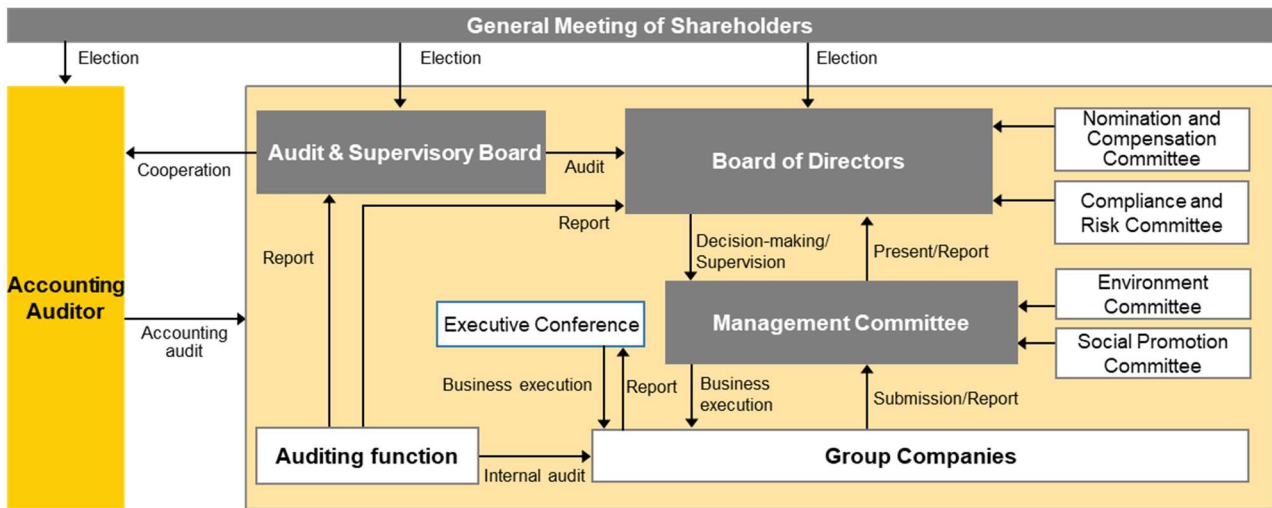 General Meeting of Shareholders
Election
Election
Election
Audit & Supervisory Board
Board of Directors
Nomination and
Compensation
Committee
Cooperation
Audit
Compliance and
Risk Committee
Report
Report
Decision-making/
Supervision
Present/Report
Accounting
Auditor
Accounting
audit
Executive Conference
Management Committee
Environment
Committee
Social Promotion
Committee
Business execution
Report
Business
execution
Submission/Report
Auditing function
Internal audit
Group Companies